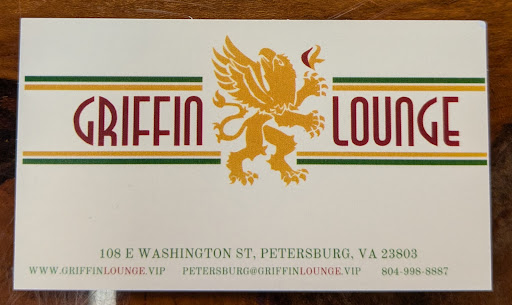 GRIFFIN LOUNGE
108 E WASHINGTON ST, PETERSBURG, VA 23803
WWW.GRIFFINLOUNGE.VIP PETERSBURG@GRIFFINLOUNGE.VIP 804-998-8887